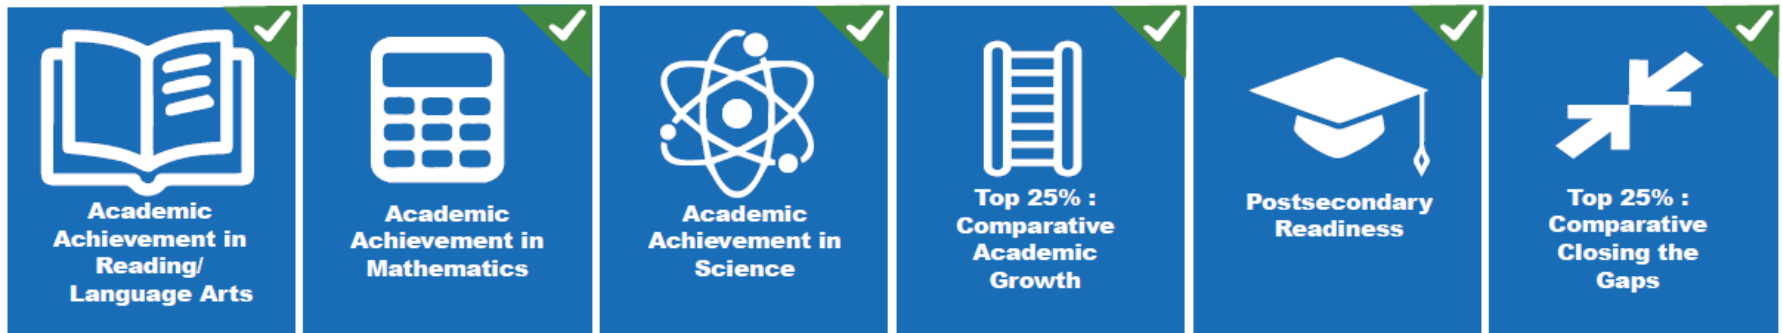 Academic
Achievement in
Reading/
Language Arts
Academic
Achievement in
Mathematics
Academic
Achievement in
Science
Top 25% :
Comparative
Academic
Growth
Postsecondary
Readiness
Top 25% :
Comparative
Closing the
Gaps